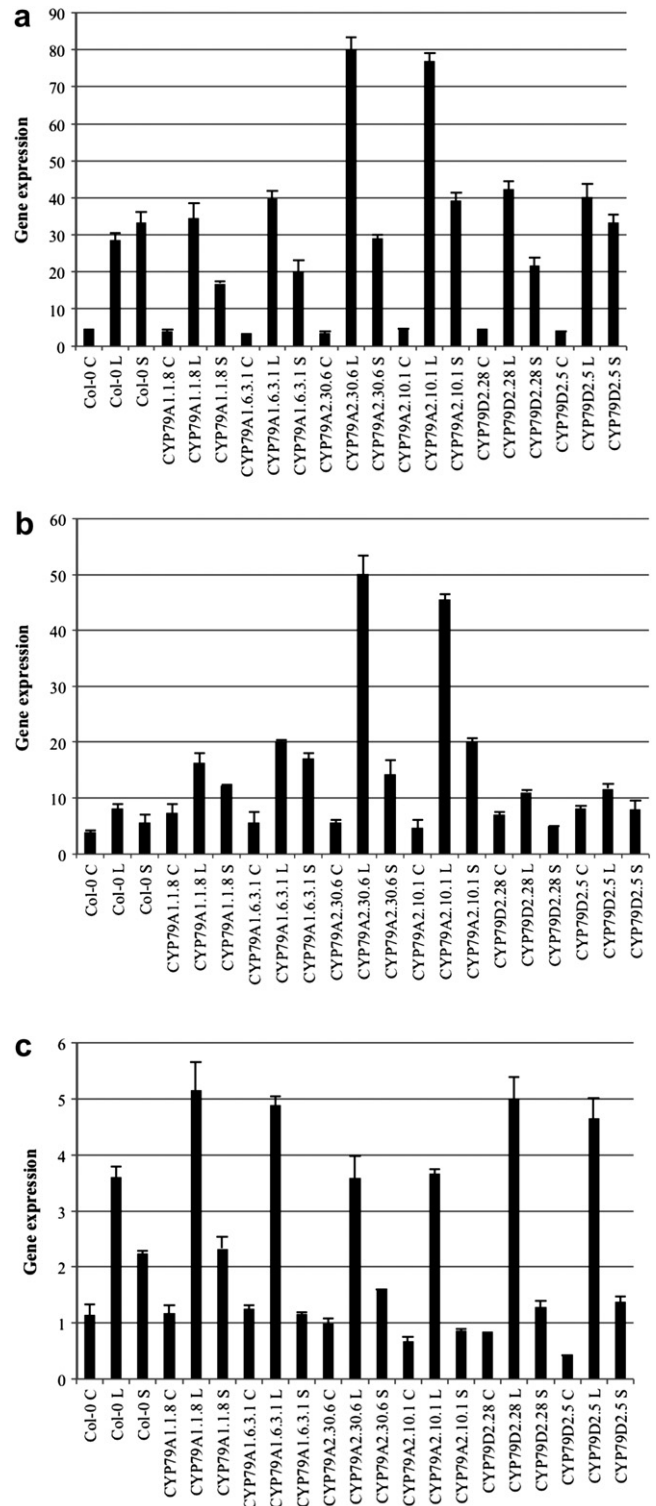 a
90
80
70
60
50
40
30
20
10
0
Gene expression
Col-0 C
Col-0 L
Col-0 S
CYP79A1.1.8 C
CYP79A1.1.8 L
CYP79A1.1.8 S
CYP79A1.6.3.1 C
CYP79A1.6.3.1 L
CYP79A1.6.3.1 S
CYP79A2.30.6 C
CYP79A2.30.6 L
CYP79A2.30.6 S
CYP79A2.10.1 C
CYP79A2.10.1 L
CYP79A2.10.1 S
CYP79D2.28 C
CYP79D2.28 L
CYP79D2.28 S
CYP79D2.5 C
CYP79D2.5 L
CYP79D2.5 S
b
60
50
40
30
20
10
0
Gene expression
Col-0 C
Col-0 L
Col-0 S
CYP79A1.1.8 C
CYP79A1.1.8 L
CYP79A1.1.8 S
CYP79A1.6.3.1 C
CYP79A1.6.3.1 L
CYP79A1.6.3.1 S
CYP79A2.30.6 C
CYP79A2.30.6 L
CYP79A2.30.6 S
CYP79A2.10.1 C
CYP79A2.10.1 L
CYP79A2.10.1 S
CYP79D2.28 C
CYP79D2.28 L
CYP79D2.28 S
CYP79D2.5 C
CYP79D2.5 L
CYP79D2.5 S
c
6
5
4
3
2
1
0
Gene expression
Col-0 C
Col-0 L
Col-0 S
CYP79A1.1.8 C
CYP79A1.1.8 L
CYP79A1.1.8 S
CYP79A1.6.3.1 C
CYP79A1.6.3.1 L
CYP79A1.6.3.1 S
CYP79A2.30.6 C
CYP79A2.30.6 L
CYP79A2.30.6 S
CYP79A2.10.1 C
CYP79A2.10.1 L
CYP79A2.10.1 S
CYP79D2.28 C
CYP79D2.28 L
CYP79D2.28 S
CYP79D2.5 C
CYP79D2.5 L
CYP79D2.5 S